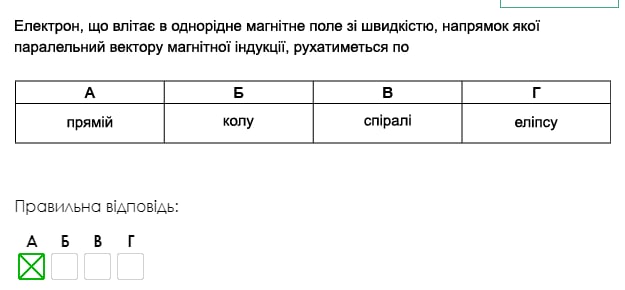 Електрон, що влітає в однорідне магнітне поле зі швидкістю, напрямок якої
паралельний вектору магнітної індукції, рухатиметься по
А Б В Г
прямій колу спіралі еліпсу
Правильна відповідь:
А Б В Г